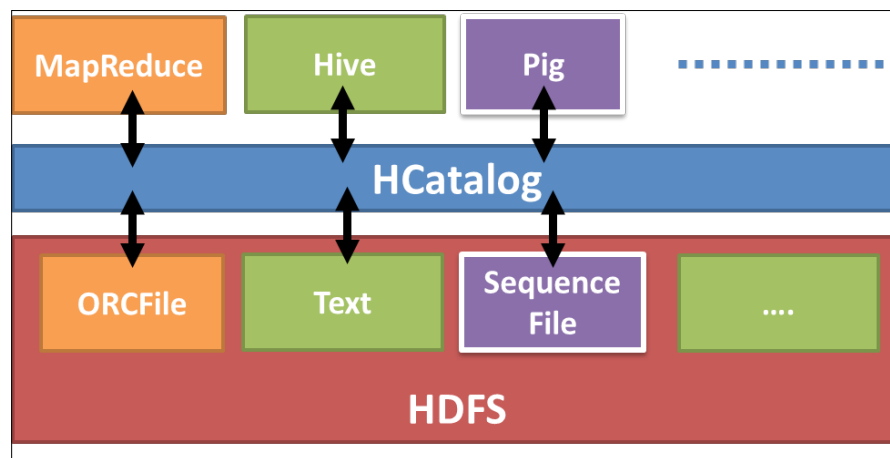 MapReduce
Hive
Pig
HCatalog
ORCFile
Text
Sequence
File
....
HDFS